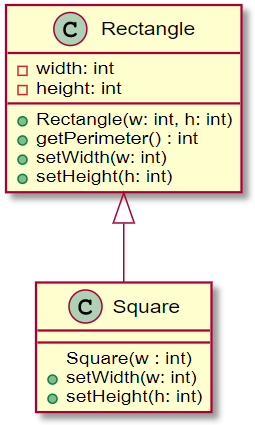 C Rectangle
width: int
height: int
Rectangle(w: int, h: int)
getPerimeter() : int
setWidth(w: int)
setHeight(h: int)
C Square
Square(w : int)
setWidth(w: int)
setHeight(h: int)